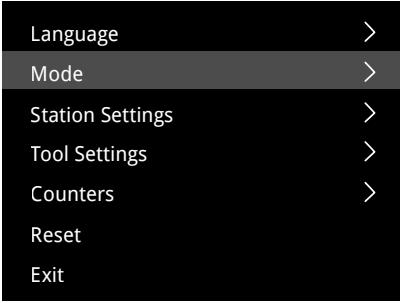 Language
Mode
Station Settings
Tool Settings
Counters
Reset
Exit